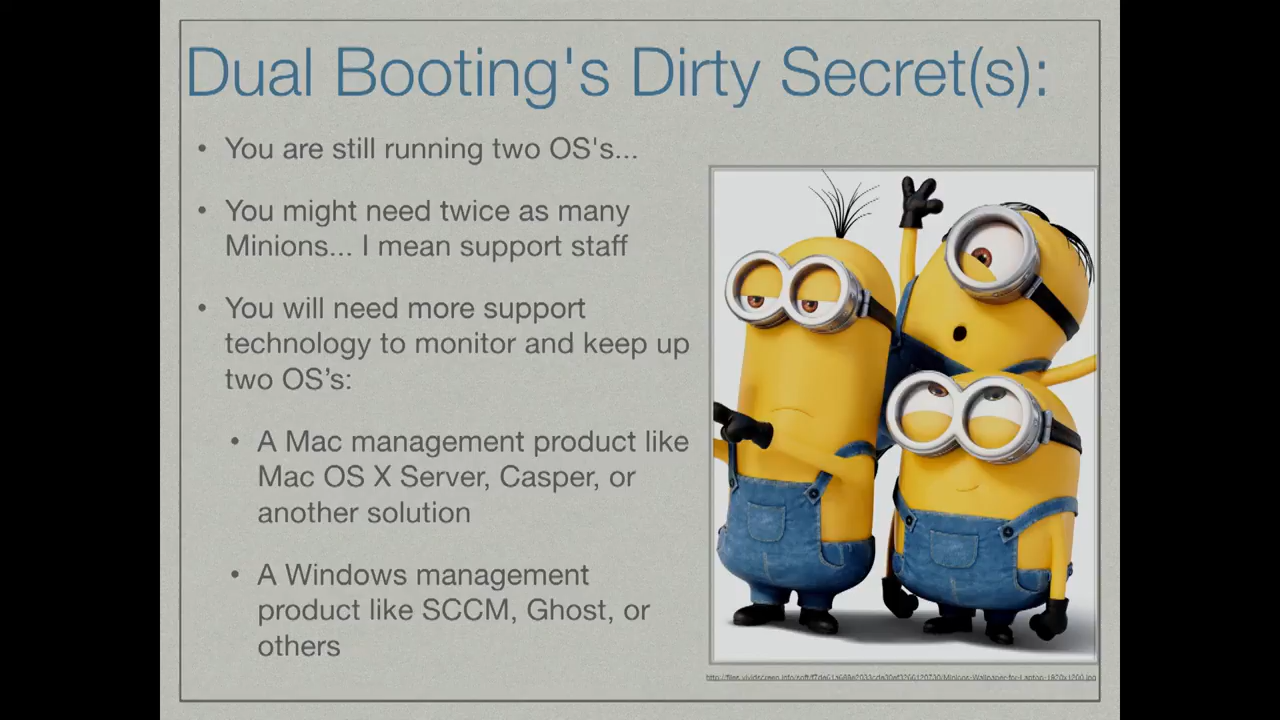 Dual Booting's Dirty Secret(s):
• You are still running two OS's...
• You might need twice as many
Minions... I mean support staff
• You will need more support
technology to monitor and keep up
two OS’s:
• A Mac management product like
Mac OS X Server, Casper, or
another solution
• A Windows management
product like SCCM, Ghost, or
others